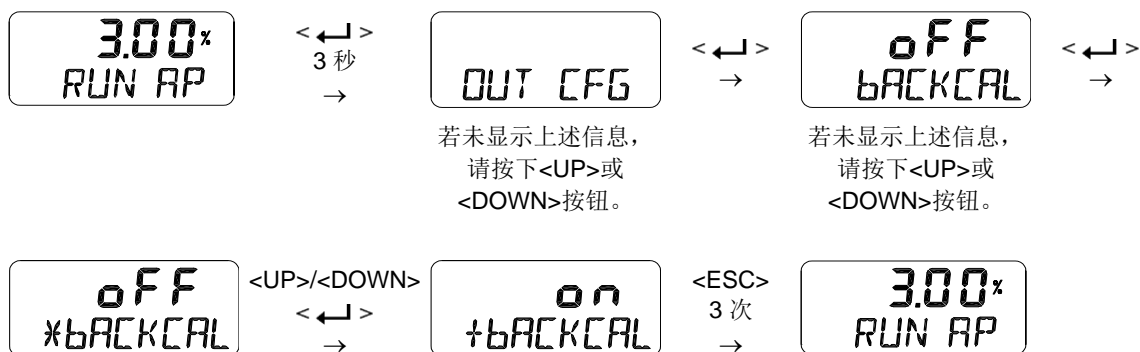 3.00%
RUN AP
<↵>
3 秒
→
OUT CFG
若未显示上述信息，
请按下<UP>或
<DOWN>按钮。
<↵>
→
oFF
bACKCAL
若未显示上述信息，
请按下<UP>或
<DOWN>按钮。
<↵>
→
oFF
*bACKCAL
<UP>/<DOWN>
<↵>
→
on
+bACKCAL
<ESC>
3 次
→
3.00%
RUN AP